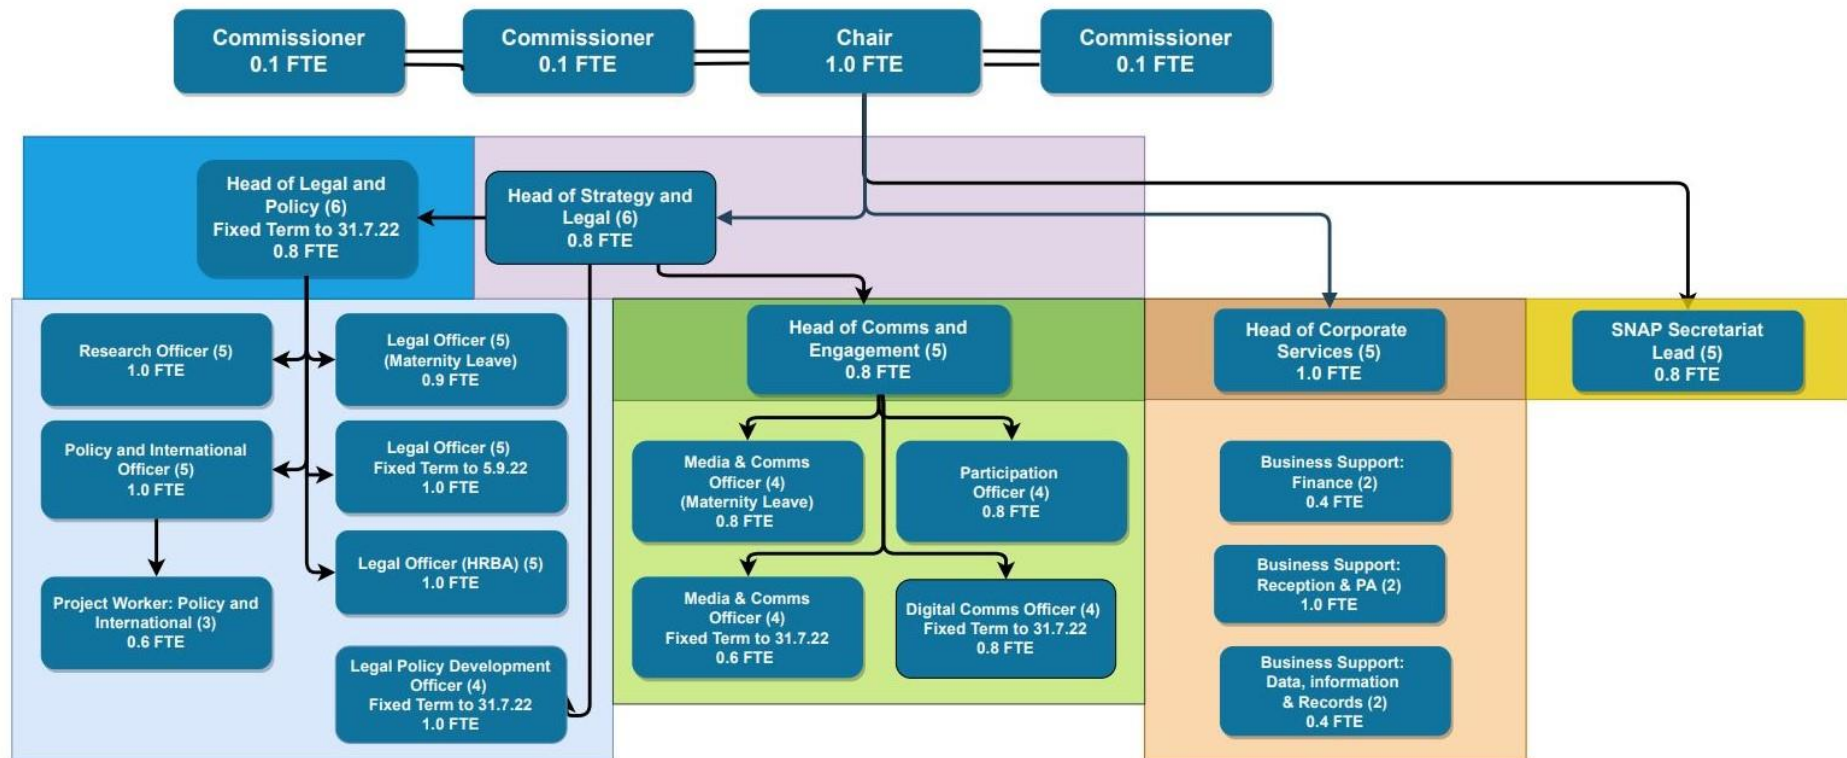 Commissioner
0.1 FTE
Commissioner
0.1 FTE
Chair
1.0 FTE
Commissioner
0.1 FTE
Head of Legal and
Policy (6)
Fixed Term to 31.7.22
0.8 FTE
Head of Strategy and
Legal (6)
0.8 FTE
Research Officer (5)
1.0 FTE
Legal Officer (5)
(Maternity Leave)
0.9 FTE
Policy and International
Officer (5)
1.0 FTE
Legal Officer (5)
Fixed Term to 5.9.22
1.0 FTE
Legal Officer (HRBA) (5)
1.0 FTE
Project Worker: Policy and
International (3)
0.6 FTE
Legal Policy Development
Officer (4)
Fixed Term to 31.7.22
1.0 FTE
Head of Comms and
Engagement (5)
0.8 FTE
Media & Comms
Officer (4)
(Maternity Leave)
0.8 FTE
Participation
Officer (4)
0.8 FTE
Media & Comms
Officer (4)
Fixed Term to 31.7.22
0.6 FTE
Digital Comms Officer (4)
Fixed Term to 31.7.22
0.8 FTE
Head of Corporate
Services (5)
1.0 FTE
Business Support:
Finance (2)
0.4 FTE
Business Support:
Reception & PA (2)
1.0 FTE
Business Support:
Data, information
& Records (2)
0.4 FTE
SNAP Secretariat
Lead (5)
0.8 FTE